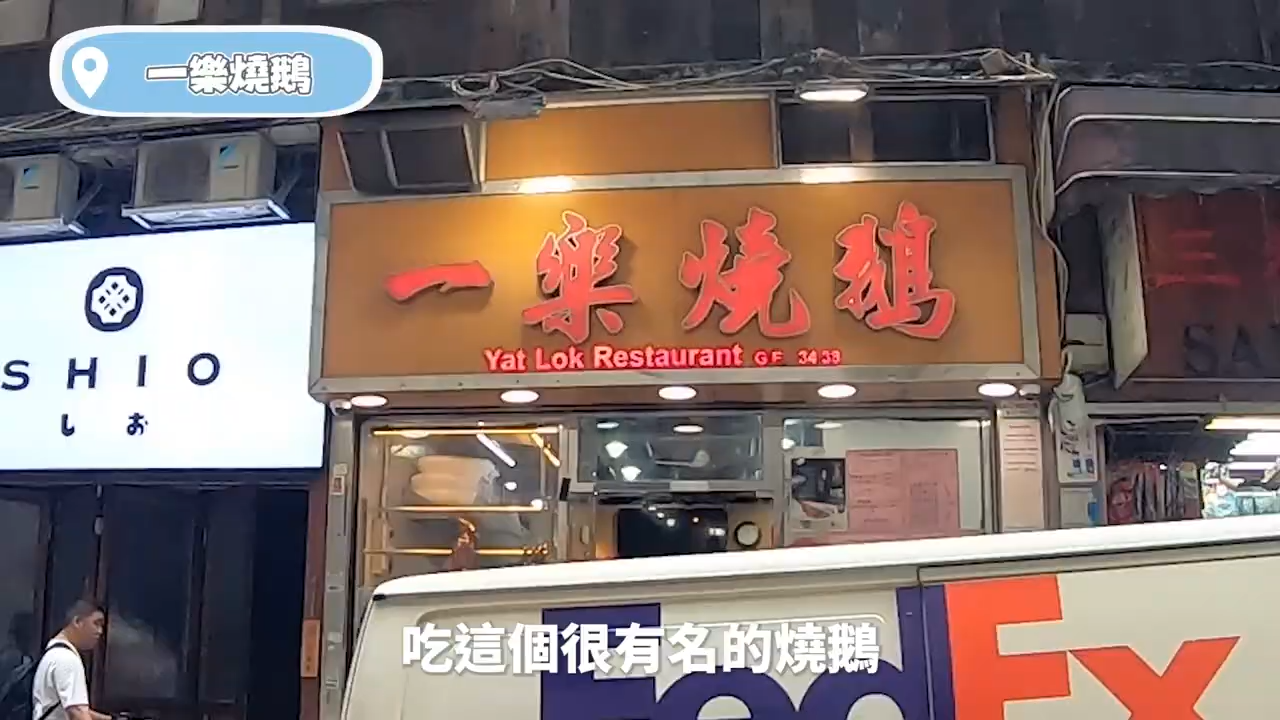 一樂燒鵝
一樂燒鵝
Yat Lok Restaurant G.F. 34-38
SHIO
しお
SA
吃這個很有名的燒鵝
FedEx